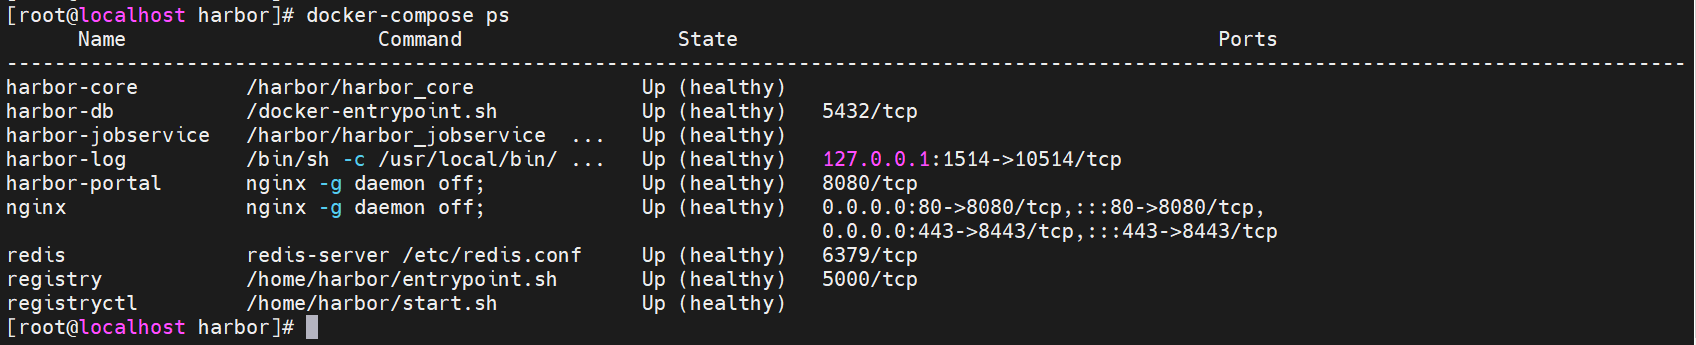 [root@localhost harbor]# docker-compose ps
      Name                     Command                  State                                        Ports
--------------------------------------------------------------------------------------------------------------------------------------------
harbor-core         /harbor/harbor_core              Up (healthy)
harbor-db           /docker-entrypoint.sh            Up (healthy)   5432/tcp
harbor-jobservice   /harbor/harbor_jobservice  ...   Up (healthy)
harbor-log          /bin/sh -c /usr/local/bin/ ...   Up (healthy)   127.0.0.1:1514->10514/tcp
harbor-portal       nginx -g daemon off;             Up (healthy)   8080/tcp
nginx               nginx -g daemon off;             Up (healthy)   0.0.0.0:80->8080/tcp,:::80->8080/tcp,
                                                                    0.0.0.0:443->8443/tcp,:::443->8443/tcp
redis               redis-server /etc/redis.conf     Up (healthy)   6379/tcp
registry            /home/harbor/entrypoint.sh       Up (healthy)   5000/tcp
registryctl         /home/harbor/start.sh            Up (healthy)
[root@localhost harbor]#